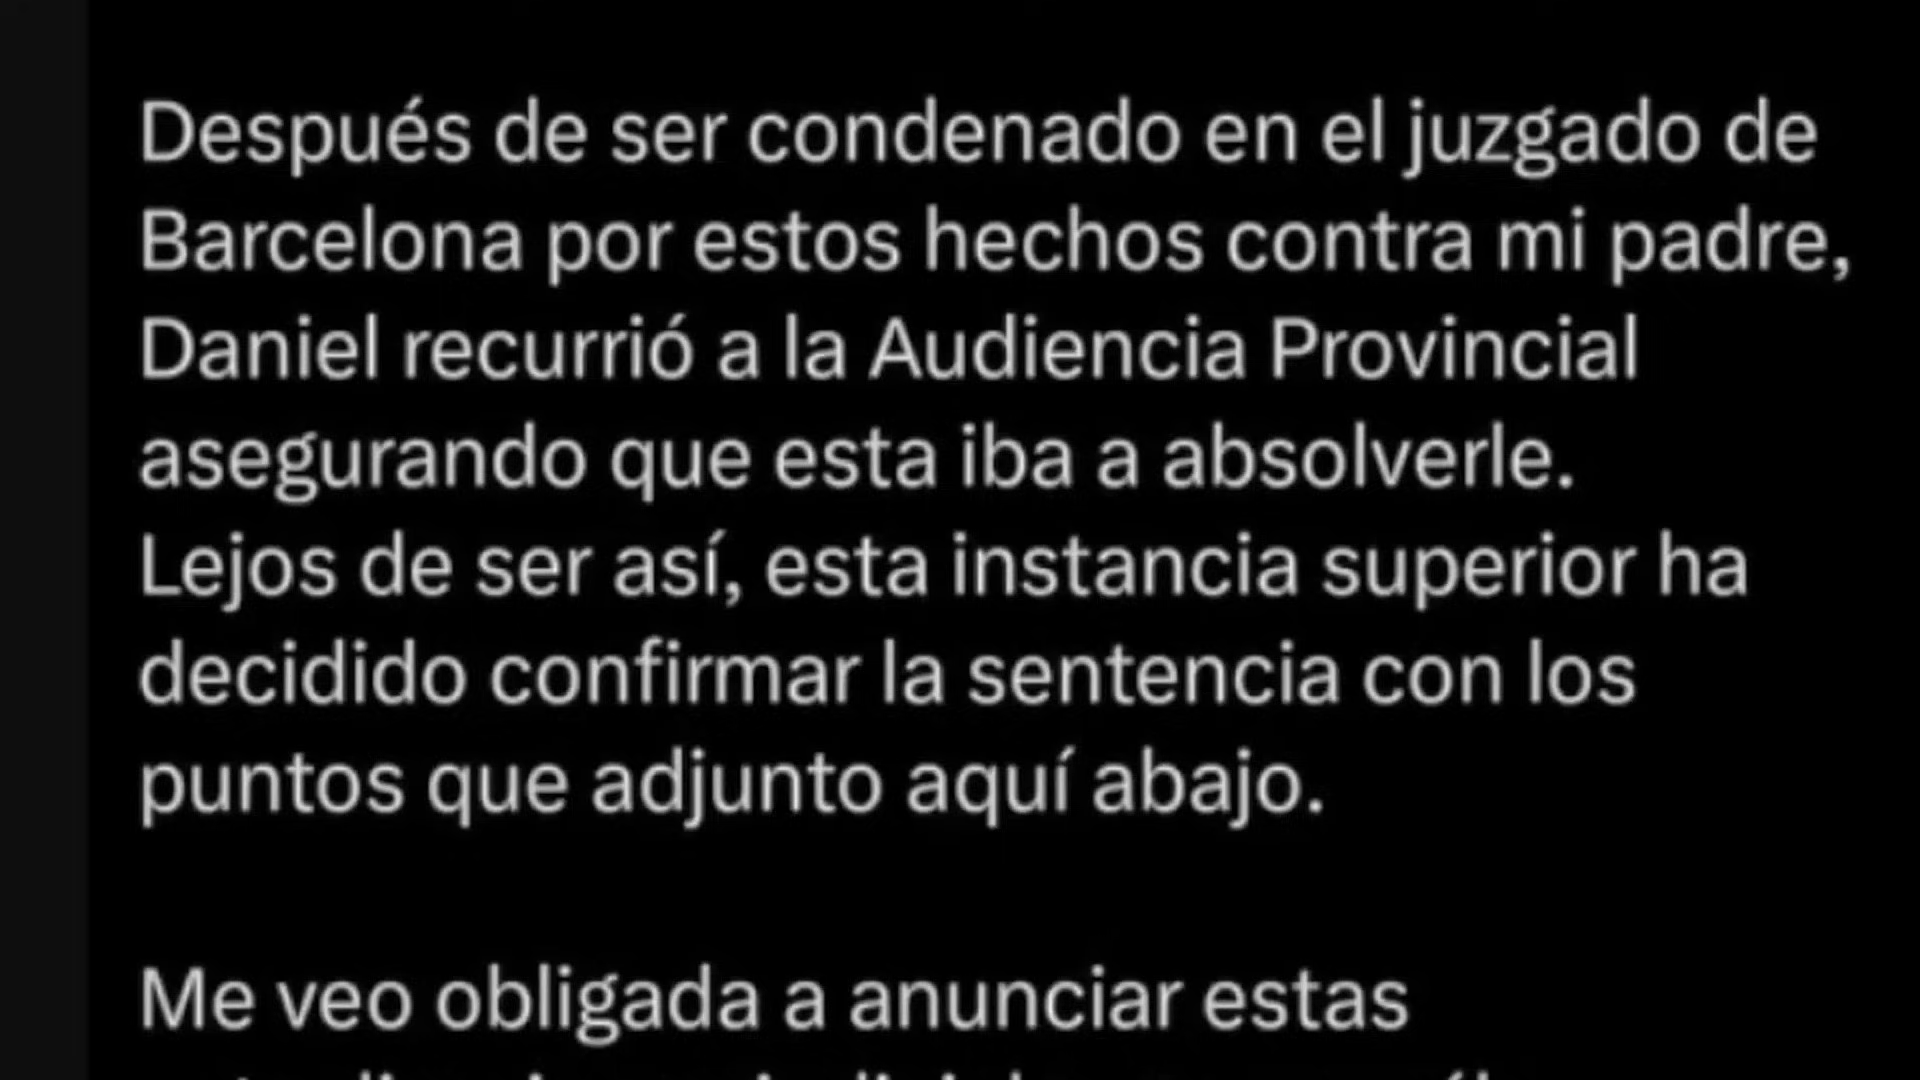 Después de ser condenado en el juzgado de
Barcelona por estos hechos contra mi padre,
Daniel recurrió a la Audiencia Provincial
asegurando que esta iba a absolverle.
Lejos de ser así, esta instancia superior ha
decidido confirmar la sentencia con los
puntos que adjunto aquí abajo.
Me veo obligada a anunciar estas